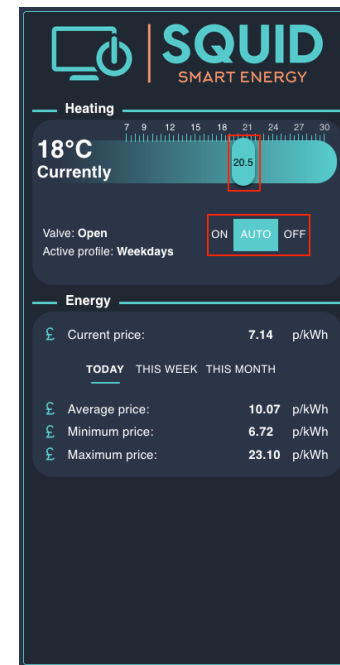 SQUID
SMART ENERGY
Heating
7 9 12 15 18 21 24 27 30
18°C
Currently
20.5
Valve: Open
ON AUTO OFF
Active profile: Weekdays
Energy
£ Current price: 7.14 p/kWh
TODAY THIS WEEK THIS MONTH
£ Average price: 10.07 p/kWh
£ Minimum price: 6.72 p/kWh
£ Maximum price: 23.10 p/kWh